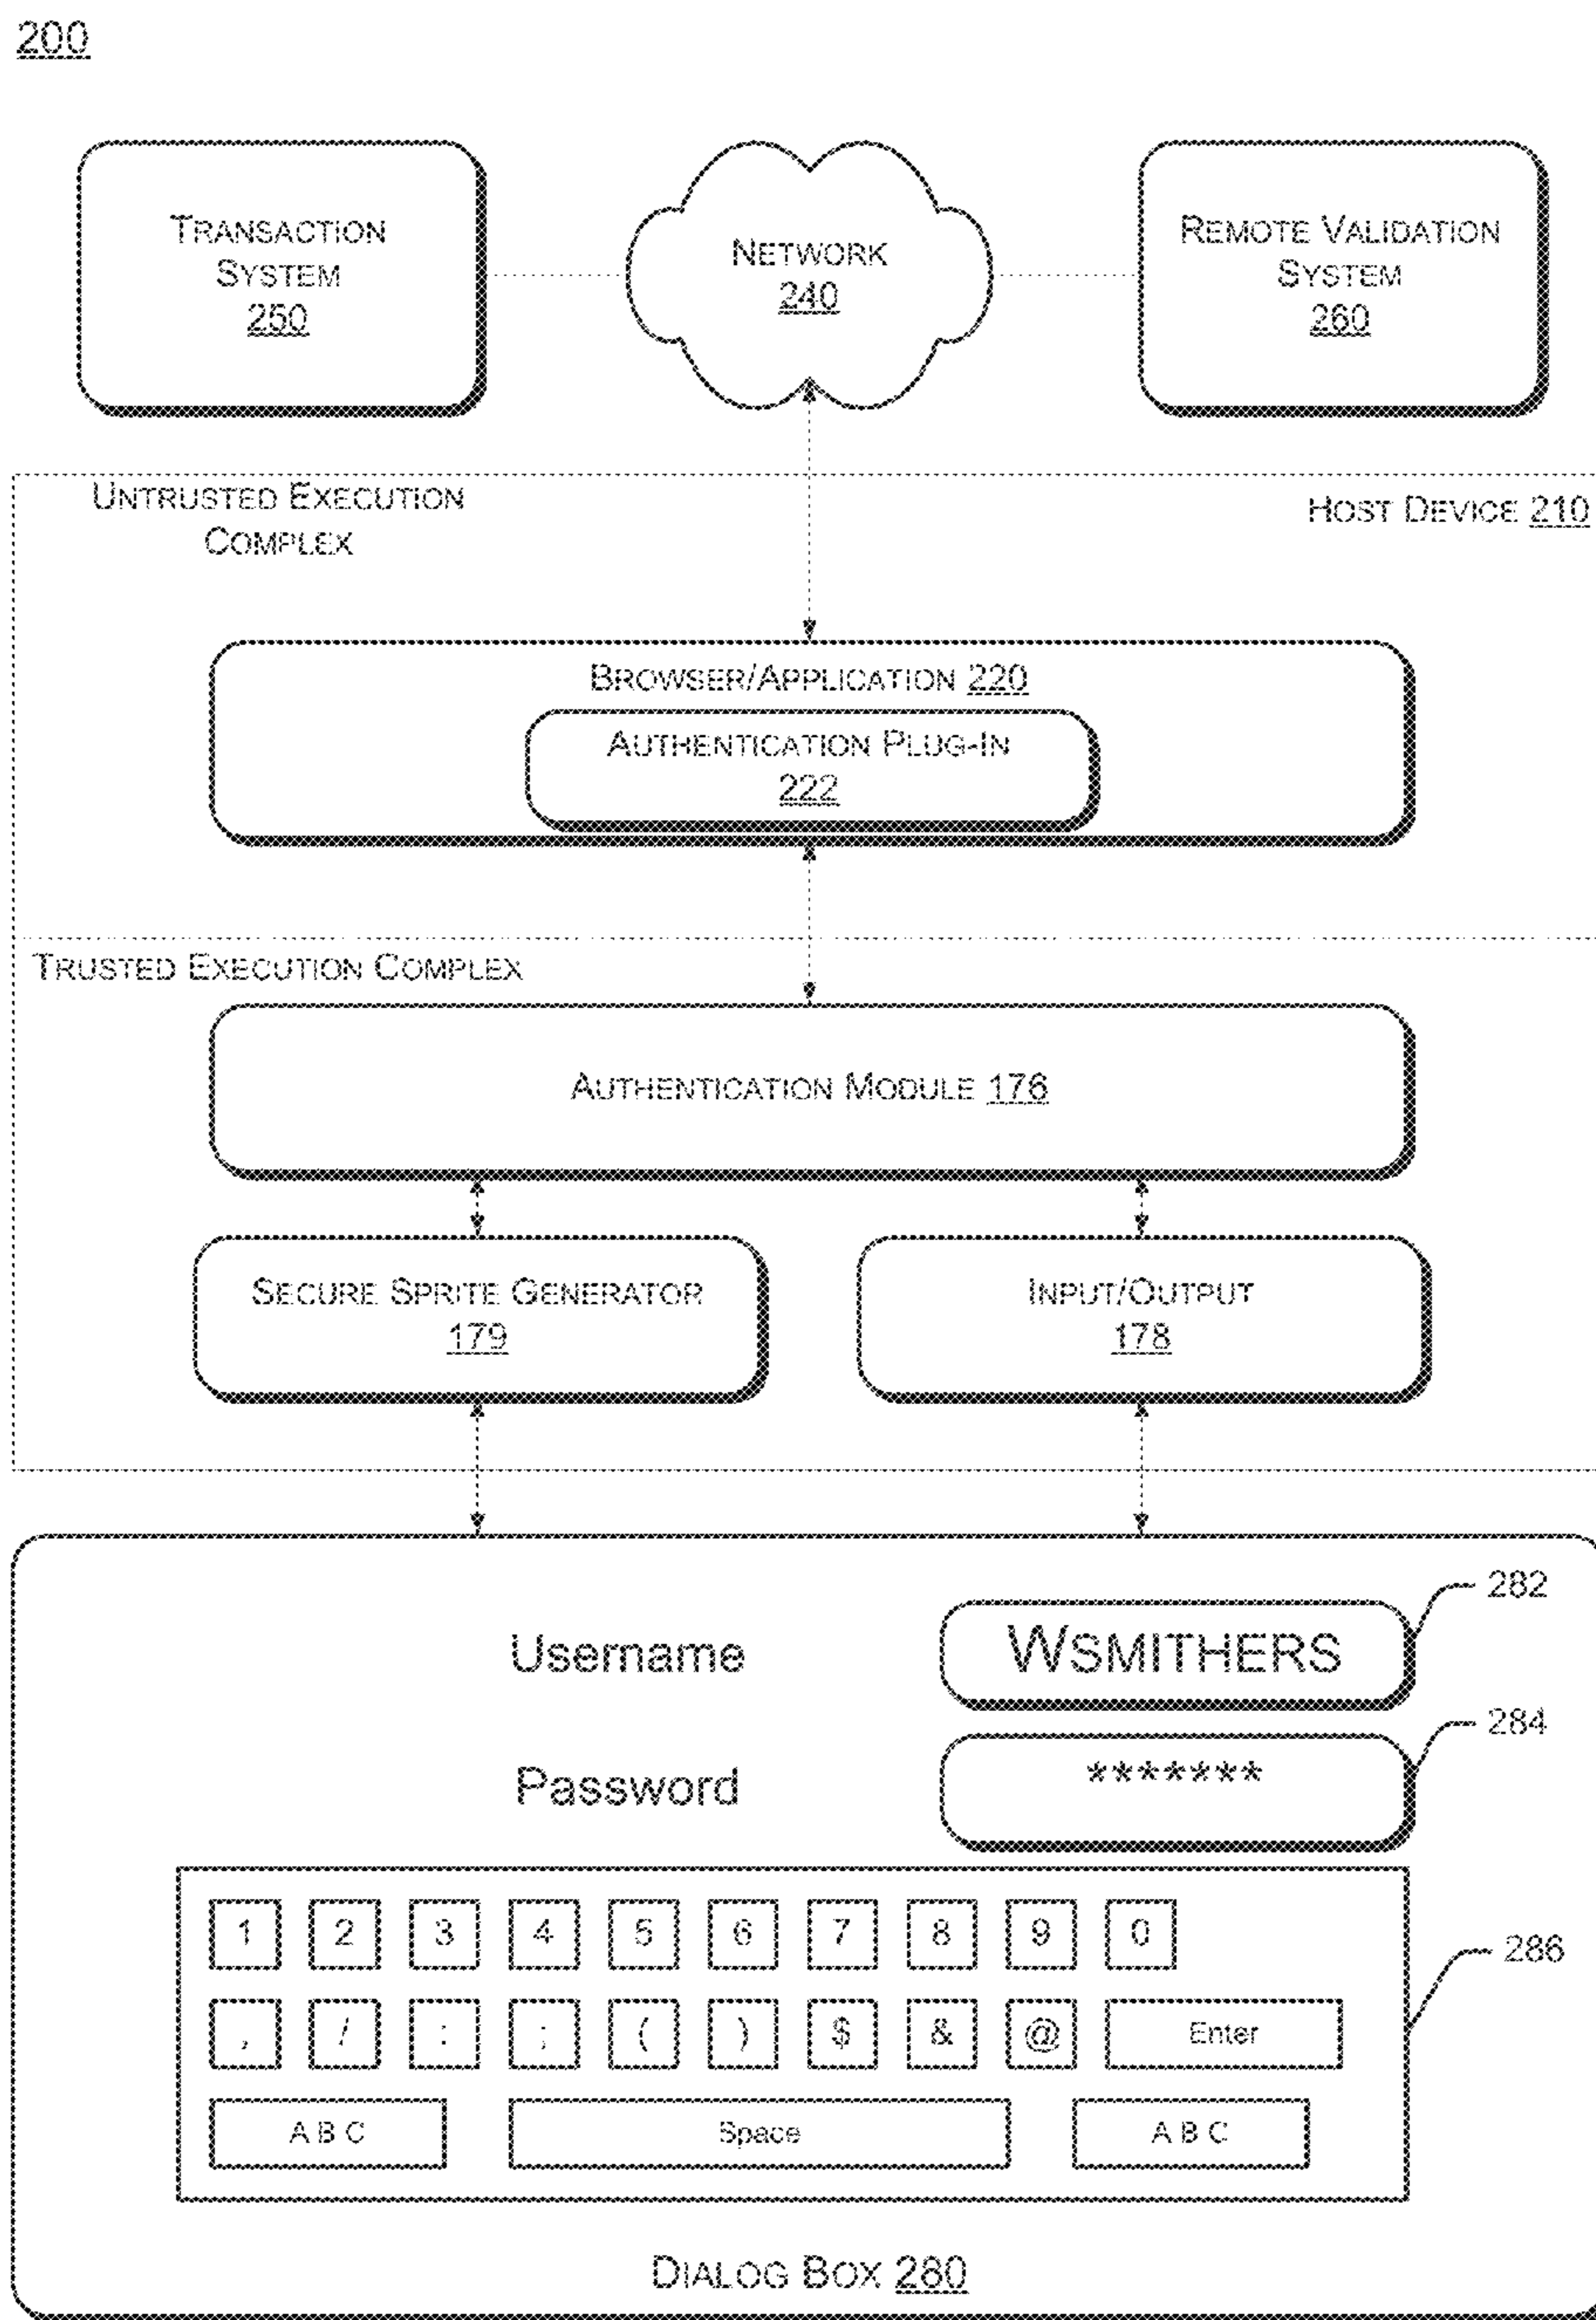 200
TRANSACTION
SYSTEM
250
NETWORK
240
REMOTE VALIDATION
SYSTEM
260
UNTRUSTED EXECUTION
COMPLEX
HOST DEVICE 210
BROWSER/APPLICATION 220
AUTHENTICATION PLUG-IN
222
TRUSTED EXECUTION COMPLEX
AUTHENTICATION MODULE 176
SECURE SPRITE GENERATOR
179
INPUT/OUTPUT
178
282
Username WSMITHERS
284
Password *******
1 2 3 4 5 6 7 8 9 0
286
, / : ; ( ) $ & @ Enter
A B C Space A B C
DIALOG BOX 280